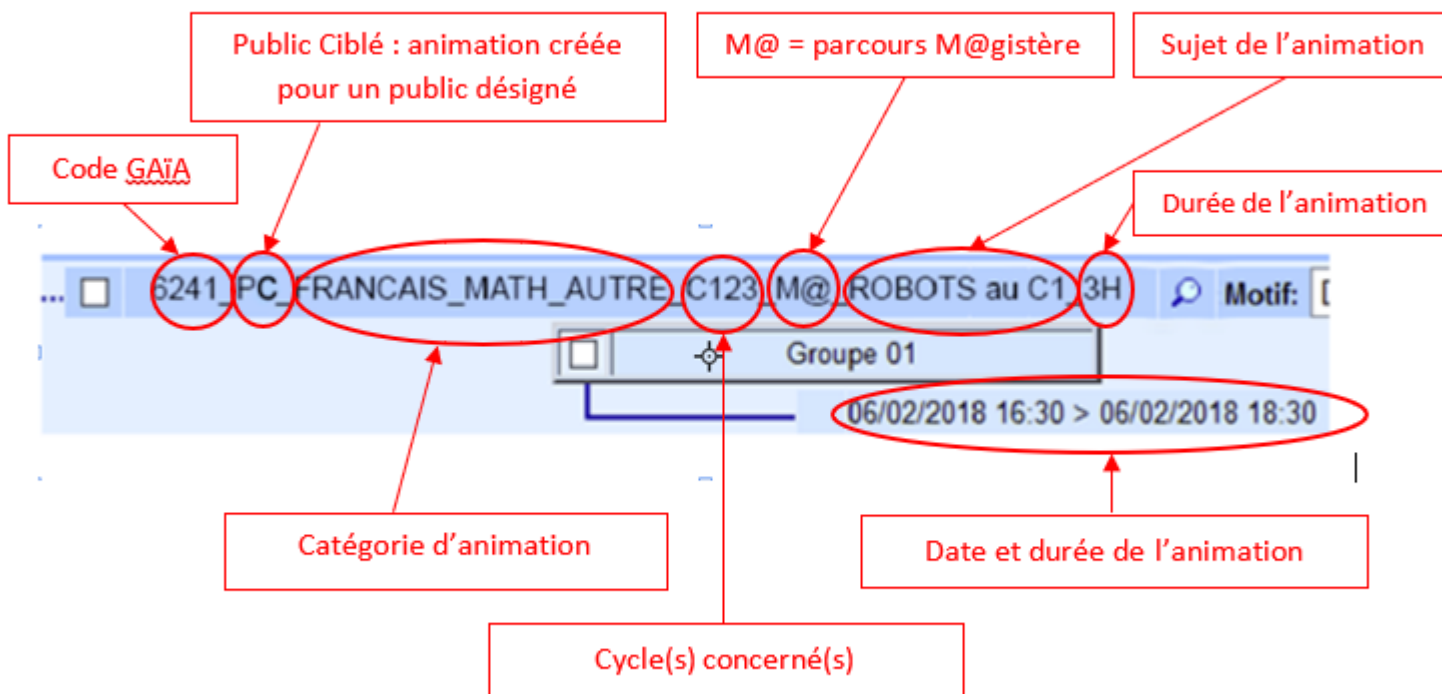 Public Ciblé : animation créée
pour un public désigné
M@ = parcours M@gistère
Sujet de l'animation
Code GAïA
Durée de l'animation
... 6241_PC_FRANCAIS_MATH_AUTRE_C123_M@_ROBOTS au C1_3H Motif:
Groupe 01
06/02/2018 16:30 > 06/02/2018 18:30
Catégorie d'animation
Date et durée de l'animation
Cycle(s) concerné(s)